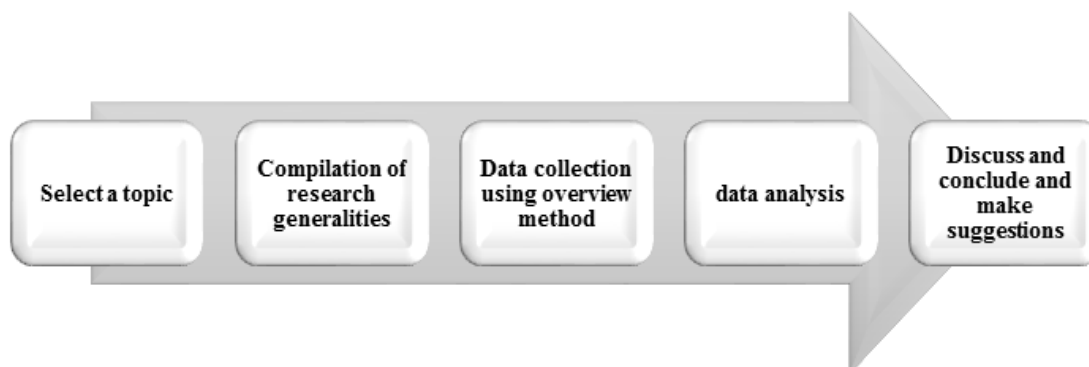 Select a topic
Compilation of
research
generalities
Data collection
using overview
method
data analysis
Discuss and
conclude and
make
suggestions